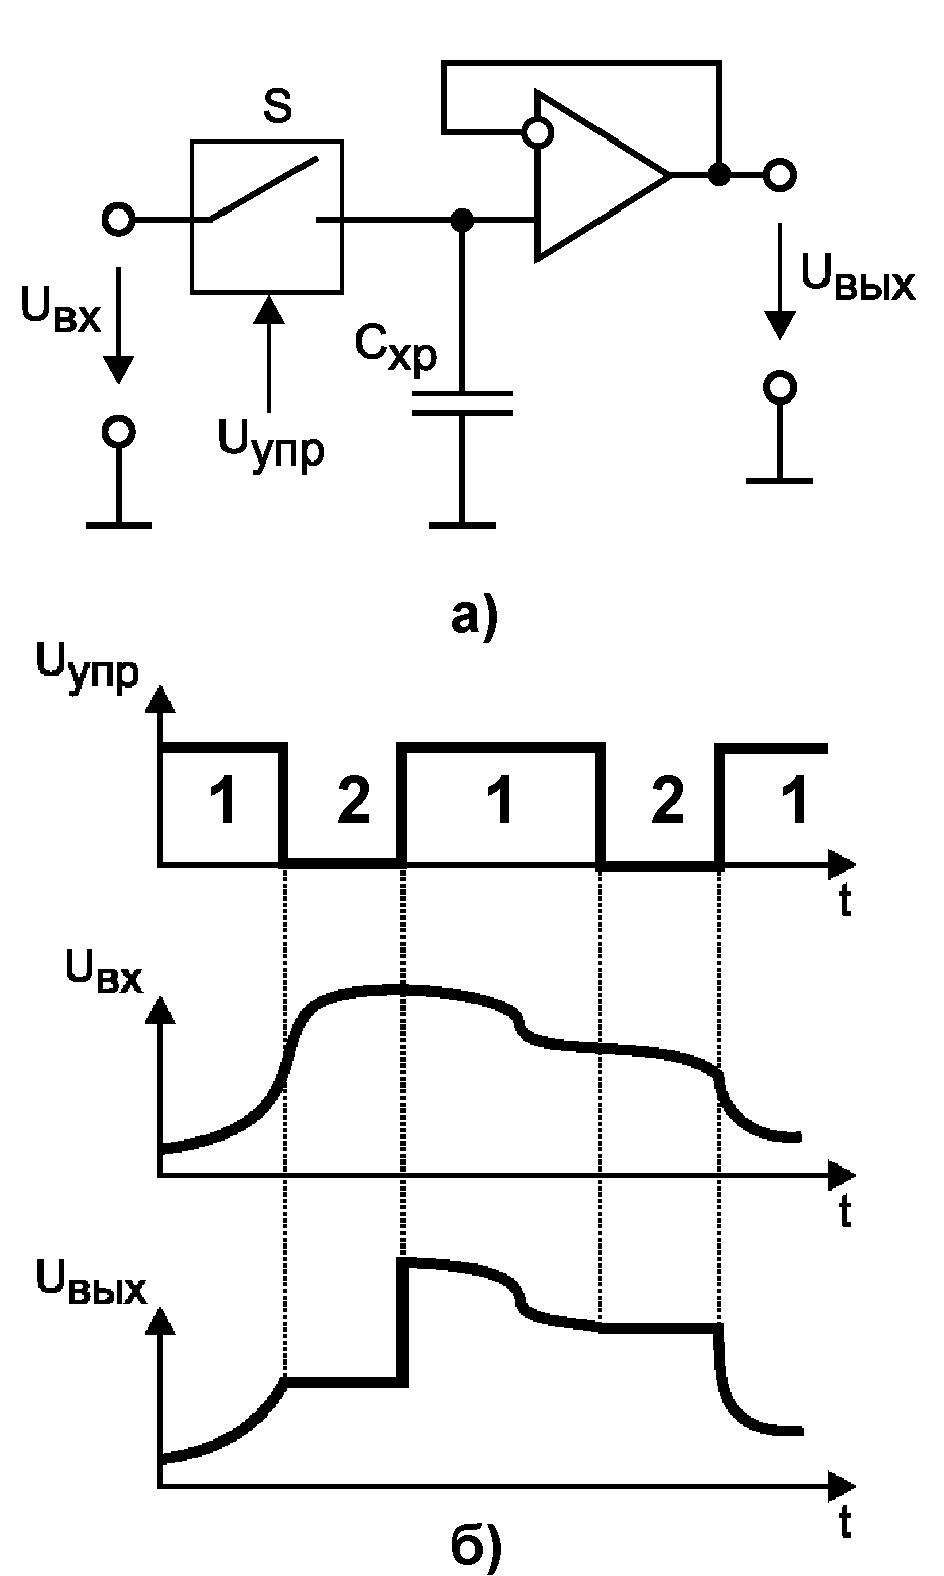 S
Uвх
Uвых
Cхр
Uупр
а)
Uупр
1 2 1 2 1
t
Uвх
t
Uвых
t
б)